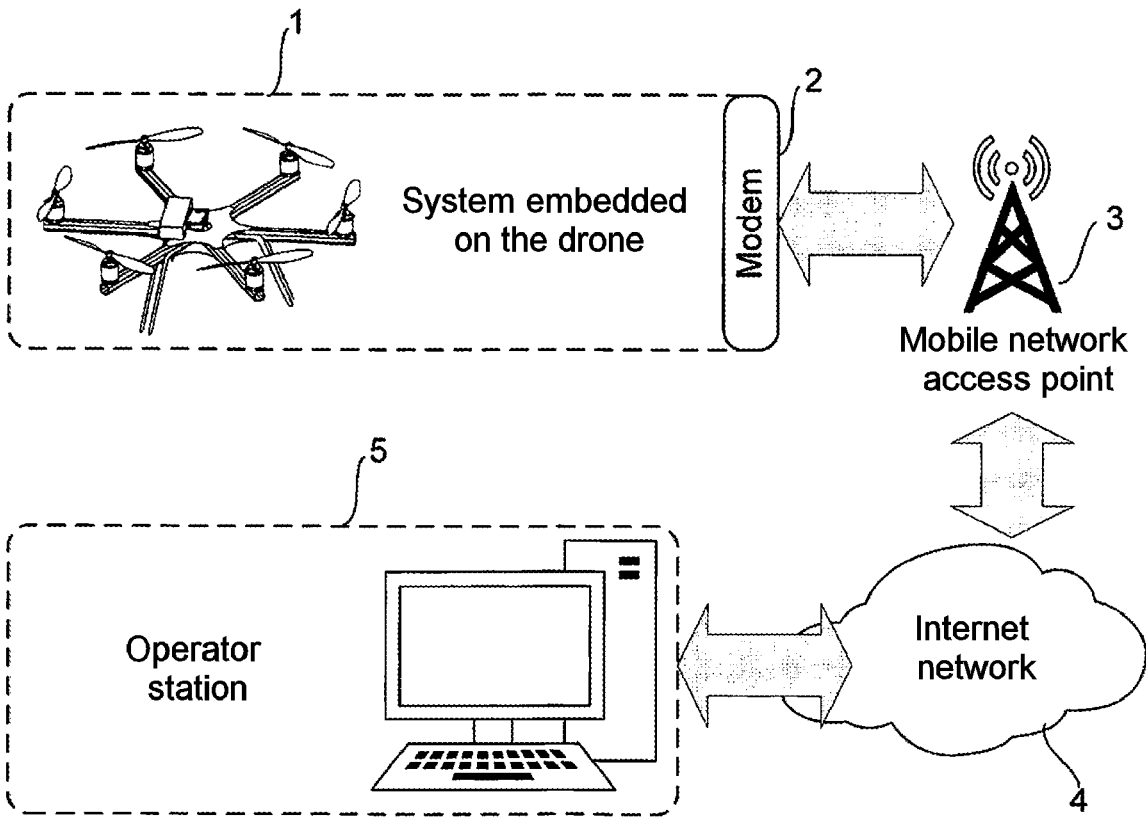 1
2
System embedded
on the drone
Modem
3
Mobile network
access point
5
Operator
station
Internet
network
4